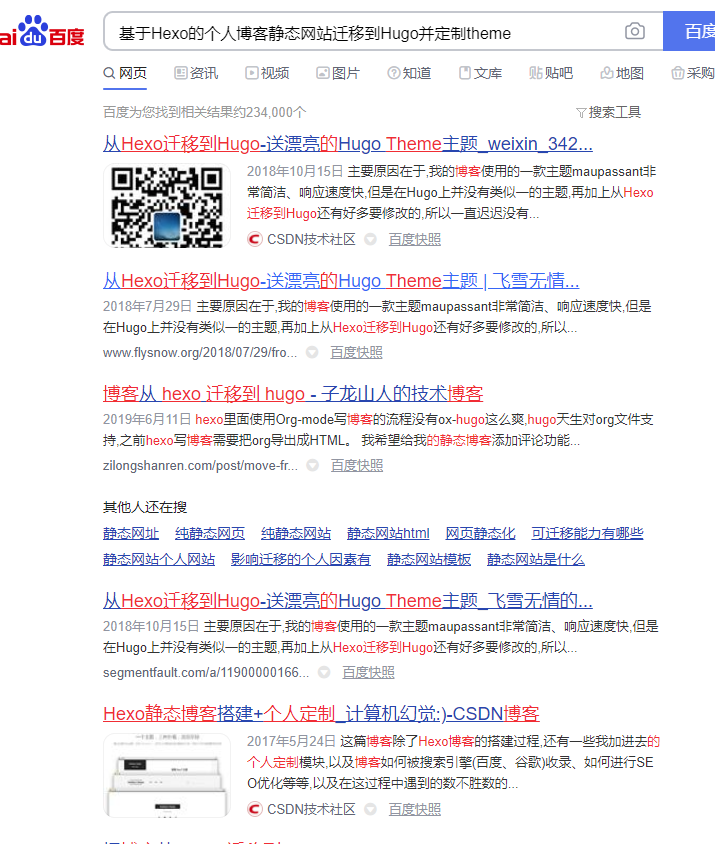 ai du 百度
基于Hexo的个人博客静态网站迁移到Hugo并定制theme
百度
网页 资讯 视频 图片 知道 文库 贴吧 地图 采购
百度为您找到相关结果约234,000个 搜索工具
从Hexo迁移到Hugo-送漂亮的Hugo Theme主题_weixin_342...
2018年10月15日 主要原因在于,我的博客使用的一款主题maupassant非
常简洁、响应速度快,但是在Hugo上并没有类似一的主题,再加上从Hexo
迁移到Hugo还有好多要修改的,所以一直迟迟没有...
CSDN技术社区 百度快照
从Hexo迁移到Hugo-送漂亮的Hugo Theme主题 | 飞雪无情...
2018年7月29日 主要原因在于,我的博客使用的一款主题maupassant非常简洁、响应速度快,但是
在Hugo上并没有类似一的主题,再加上从Hexo迁移到Hugo还有好多要修改的,所以...
www.flysnow.org/2018/07/29/fro... 百度快照
博客从 hexo 迁移到 hugo - 子龙山人的技术博客
2019年6月11日 hexo里面使用Org-mode写博客的流程没有ox-hugo这么爽,hugo天生对org文件支
持,之前hexo写博客需要把org导出成HTML。 我希望给我的静态博客添加评论功能...
zilongshanren.com/post/move-fr... 百度快照
其他人还在搜
静态网址 纯静态网页 纯静态网站 静态网站html 网页静态化 可迁移能力有哪些
静态网站个人网站 影响迁移的个人因素有 静态网站模板 静态网站是什么
从Hexo迁移到Hugo-送漂亮的Hugo Theme主题_飞雪无情的...
2018年10月15日 主要原因在于,我的博客使用的一款主题maupassant非常简洁、响应速度快,但是
在Hugo上并没有类似一的主题,再加上从Hexo迁移到Hugo还有好多要修改的,所以...
segmentfault.com/a/11900000166... 百度快照
Hexo静态博客搭建+个人定制_计算机幻觉:)-CSDN博客
2017年5月24日 这篇博客除了Hexo博客的搭建过程,还有一些我加进去的
个人定制模块,以及博客如何被搜索引擎(百度、谷歌)收录、如何进行SE
O优化等等,以及在这过程中遇到的数不胜数的...
CSDN技术社区 百度快照